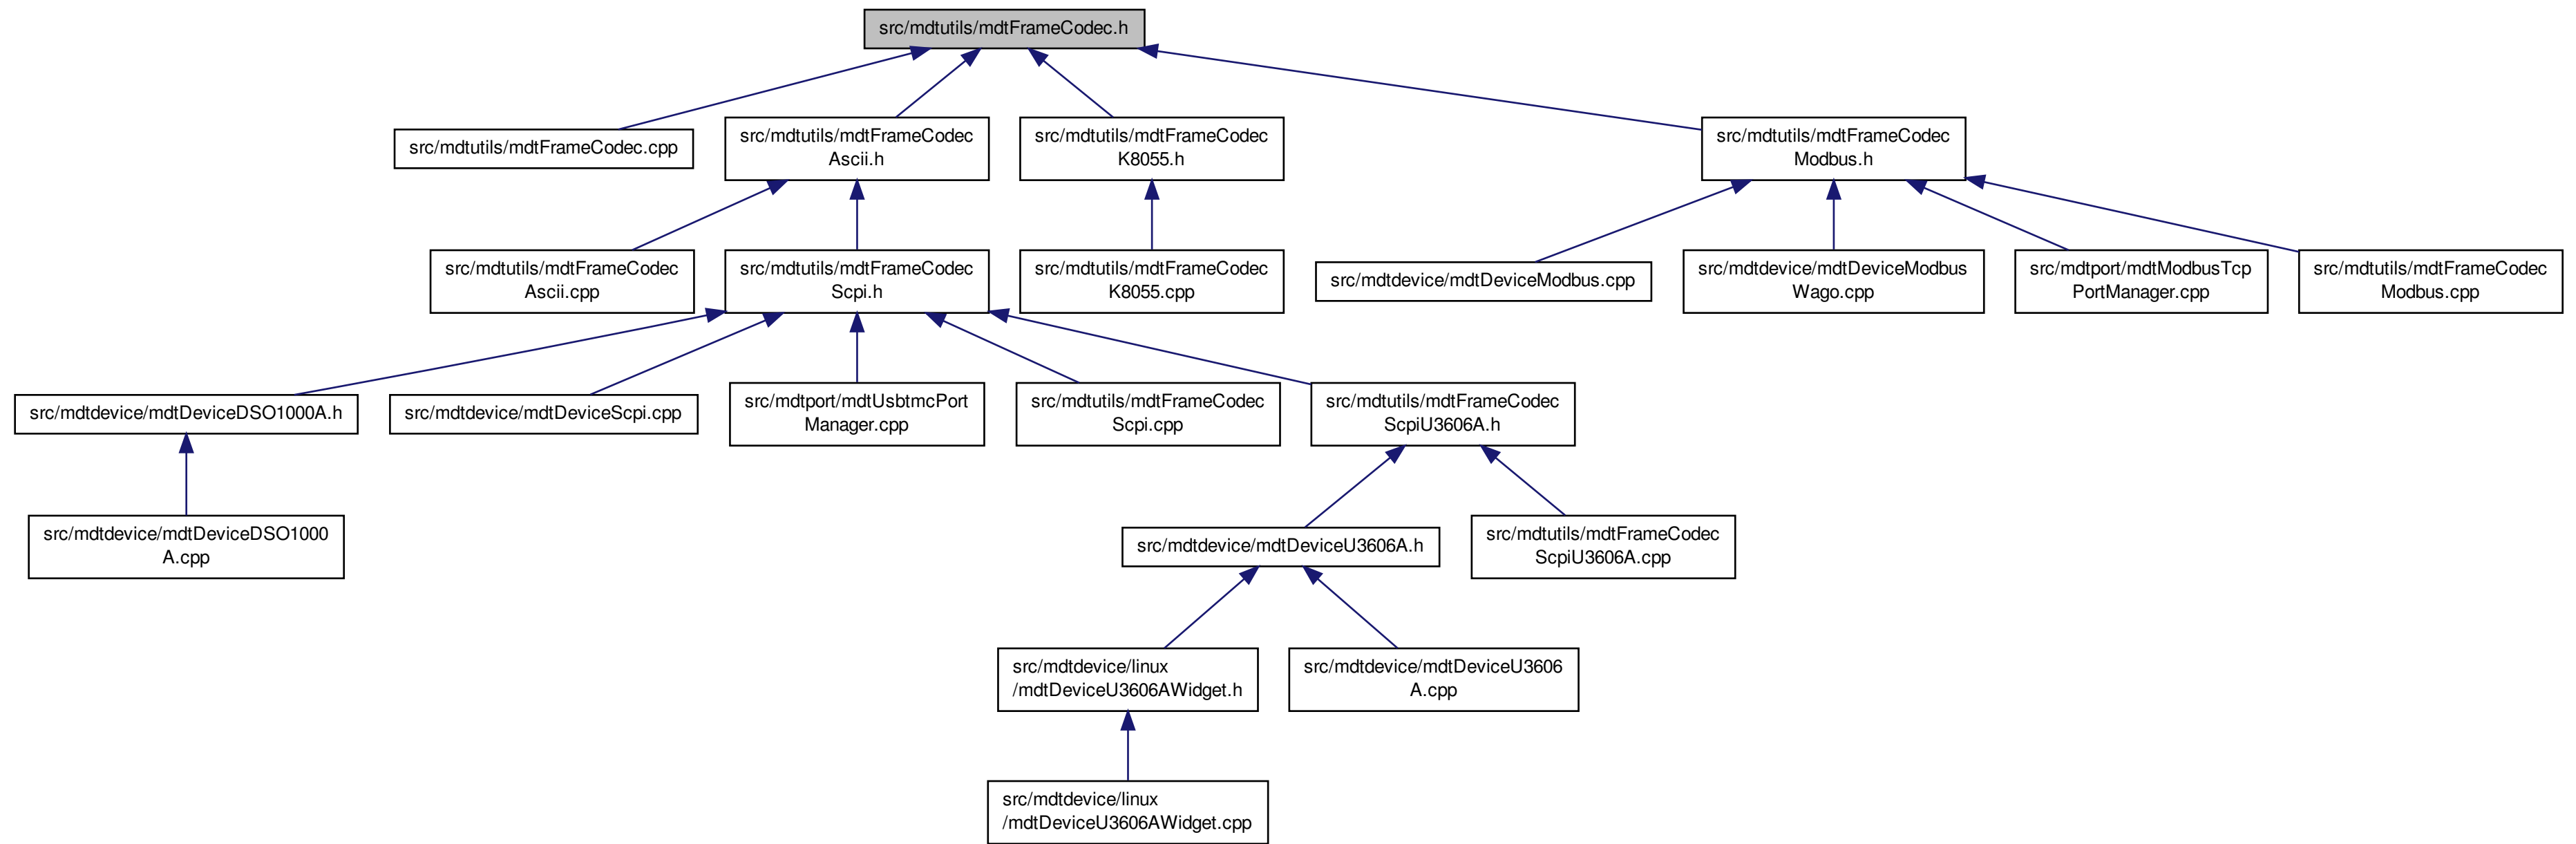 src/mdtutils/mdtFrameCodec.h
src/mdtutils/mdtFrameCodec.cpp
src/mdtutils/mdtFrameCodec
Ascii.h
src/mdtutils/mdtFrameCodec
K8055.h
src/mdtutils/mdtFrameCodec
Modbus.h
src/mdtutils/mdtFrameCodec
Ascii.cpp
src/mdtutils/mdtFrameCodec
Scpi.h
src/mdtutils/mdtFrameCodec
K8055.cpp
src/mdtdevice/mdtDeviceModbus.cpp
src/mdtdevice/mdtDeviceModbus
Wago.cpp
src/mdtport/mdtModbusTcp
PortManager.cpp
src/mdtutils/mdtFrameCodec
Modbus.cpp
src/mdtdevice/mdtDeviceDSO1000A.h
src/mdtdevice/mdtDeviceScpi.cpp
src/mdtport/mdtUsbtmcPort
Manager.cpp
src/mdtutils/mdtFrameCodec
Scpi.cpp
src/mdtutils/mdtFrameCodec
ScpiU3606A.h
src/mdtdevice/mdtDeviceDSO1000
A.cpp
src/mdtdevice/mdtDeviceU3606A.h
src/mdtutils/mdtFrameCodec
ScpiU3606A.cpp
src/mdtdevice/linux
/mdtDeviceU3606AWidget.h
src/mdtdevice/mdtDeviceU3606
A.cpp
src/mdtdevice/linux
/mdtDeviceU3606AWidget.cpp